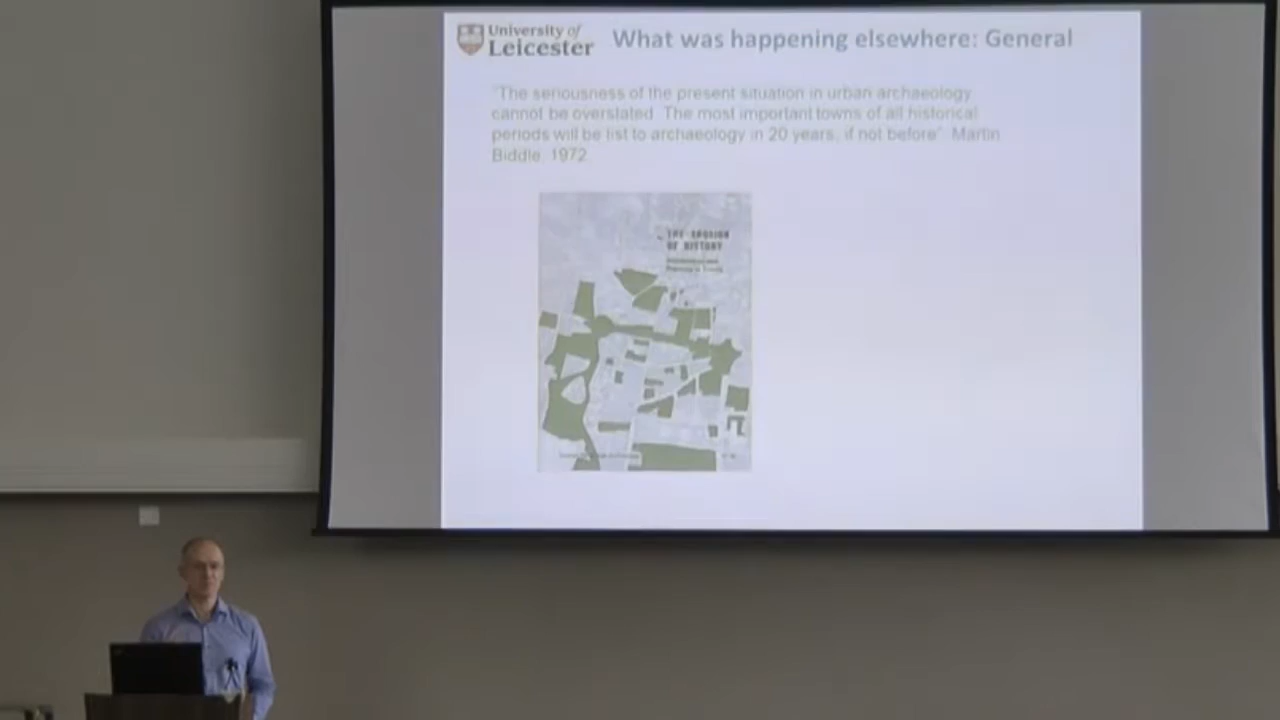 University of
Leicester
What was happening elsewhere: General
"The seriousness of the present situation in urban archaeology
cannot be overstated. The most important towns of all historical
periods will be list to archaeology in 20 years, if not before". Martin
Biddle, 1972
THE EROSION
OF HISTORY